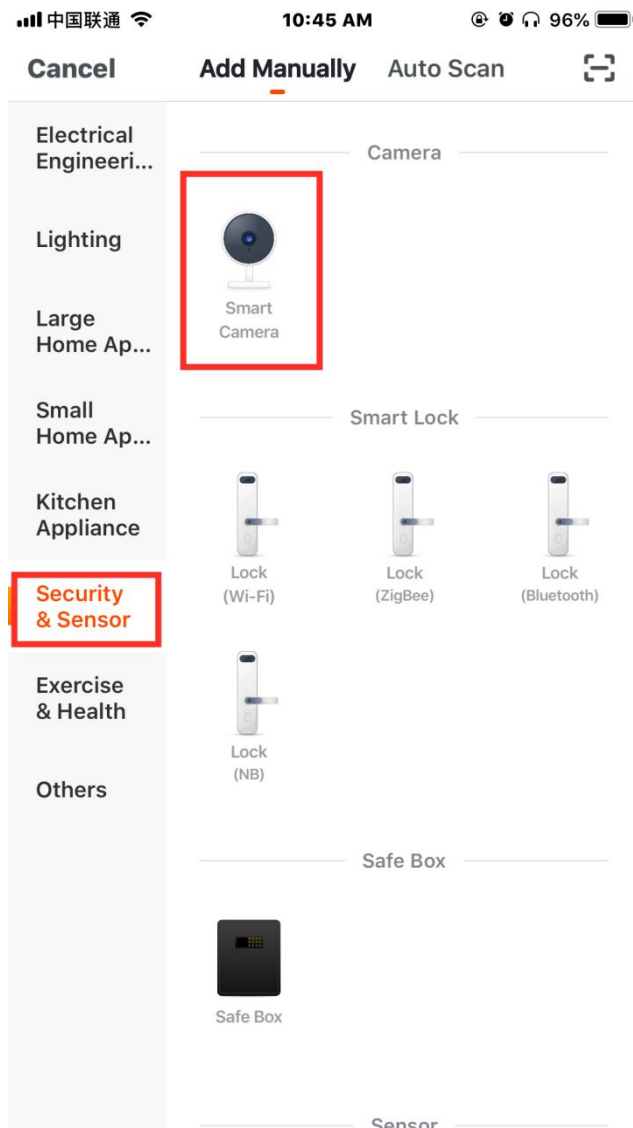 中国联通 10:45 AM 96%
Cancel Add Manually Auto Scan
Electrical
Engineeri...
Lighting
Large
Home Ap...
Small
Home Ap...
Kitchen
Appliance
Security
& Sensor
Exercise
& Health
Others
Camera
Smart
Camera
Smart Lock
Lock
(Wi-Fi)
Lock
(ZigBee)
Lock
(Bluetooth)
Lock
(NB)
Safe Box
Safe Box
Sensor